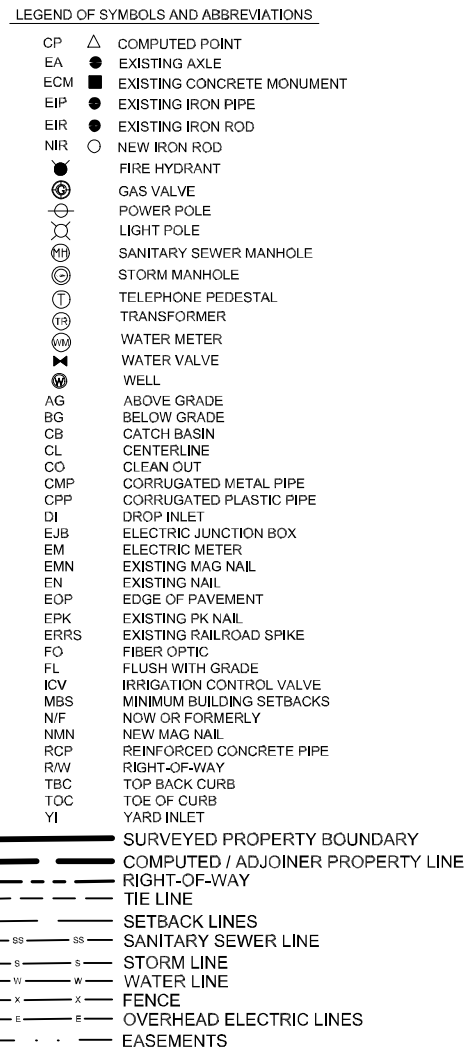 LEGEND OF SYMBOLS AND ABBREVIATIONS
CP COMPUTED POINT
EA EXISTING AXLE
ECM EXISTING CONCRETE MONUMENT
EIP EXISTING IRON PIPE
EIR EXISTING IRON ROD
NIR NEW IRON ROD
FIRE HYDRANT
G GAS VALVE
POWER POLE
LIGHT POLE
MH SANITARY SEWER MANHOLE
STORM MANHOLE
T TELEPHONE PEDESTAL
TR TRANSFORMER
WM WATER METER
WATER VALVE
W WELL
AG ABOVE GRADE
BG BELOW GRADE
CB CATCH BASIN
CL CENTERLINE
CO CLEAN OUT
CMP CORRUGATED METAL PIPE
CPP CORRUGATED PLASTIC PIPE
DI DROP INLET
EJB ELECTRIC JUNCTION BOX
EM ELECTRIC METER
EMN EXISTING MAG NAIL
EN EXISTING NAIL
EOP EDGE OF PAVEMENT
EPK EXISTING PK NAIL
ERRS EXISTING RAILROAD SPIKE
FO FIBER OPTIC
FL FLUSH WITH GRADE
ICV IRRIGATION CONTROL VALVE
MBS MINIMUM BUILDING SETBACKS
N/F NOW OR FORMERLY
NMN NEW MAG NAIL
RCP REINFORCED CONCRETE PIPE
R/W RIGHT-OF-WAY
TBC TOP BACK CURB
TOC TOE OF CURB
YI YARD INLET
SURVEYED PROPERTY BOUNDARY
COMPUTED / ADJOINER PROPERTY LINE
RIGHT-OF-WAY
TIE LINE
SETBACK LINES
SS SS SANITARY SEWER LINE
S S STORM LINE
W W WATER LINE
X X FENCE
E E OVERHEAD ELECTRIC LINES
EASEMENTS